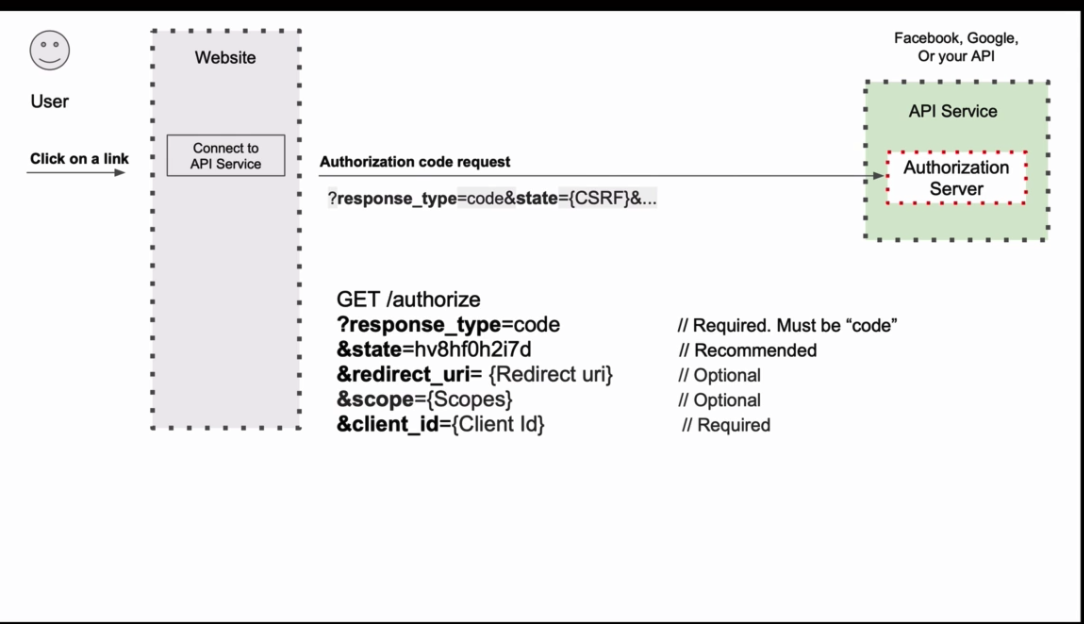 Facebook, Google,
Or your API
Website
User
API Service
Connect to
API Service
Click on a link
Authorization code request
Authorization
Server
?response_type=code&state={CSRF}&...
GET /authorize
?response_type=code // Required. Must be “code”
&state=hv8hf0h2i7d // Recommended
&redirect_uri= {Redirect uri} // Optional
&scope={Scopes} // Optional
&client_id={Client Id} // Required